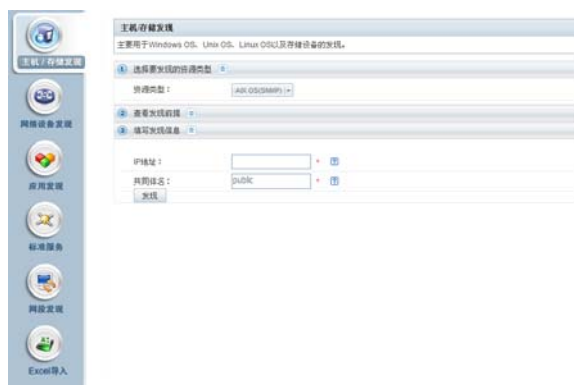 主机/存储发现
网络设备发现
应用发现
标准服务
网段发现
Excel导入
主机/存储发现
主要用于Windows OS、Unix OS、Linux OS以及存储设备的发现。
1 选择要发现的资源类型
资源类型：
AIX OS(SNMP)
2 查看发现前提
3 填写发现信息
IP地址：
*
共同体名：
public
*
发现